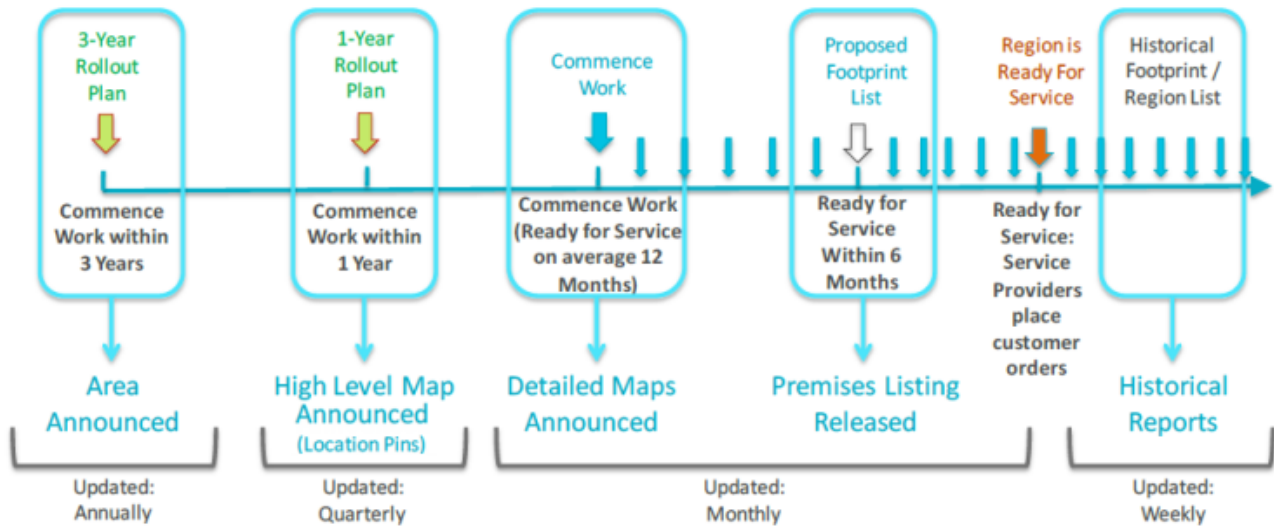 3-Year
Rollout
Plan
1-Year
Rollout
Plan
Commence
Work
Proposed
Footprint
List
Region is
Ready For
Service
Historical
Footprint /
Region List
Commence
Work within
3 Years
Commence
Work within
1 Year
Commence Work
(Ready for Service
on average 12
Months)
Ready for
Service
Within 6
Months
Ready for
Service:
Service
Providers
place
customer
orders
Area
Announced
High Level Map
Announced
(Location Pins)
Detailed Maps
Announced
Premises Listing
Released
Historical
Reports
Updated:
Annually
Updated:
Quarterly
Updated:
Monthly
Updated:
Weekly